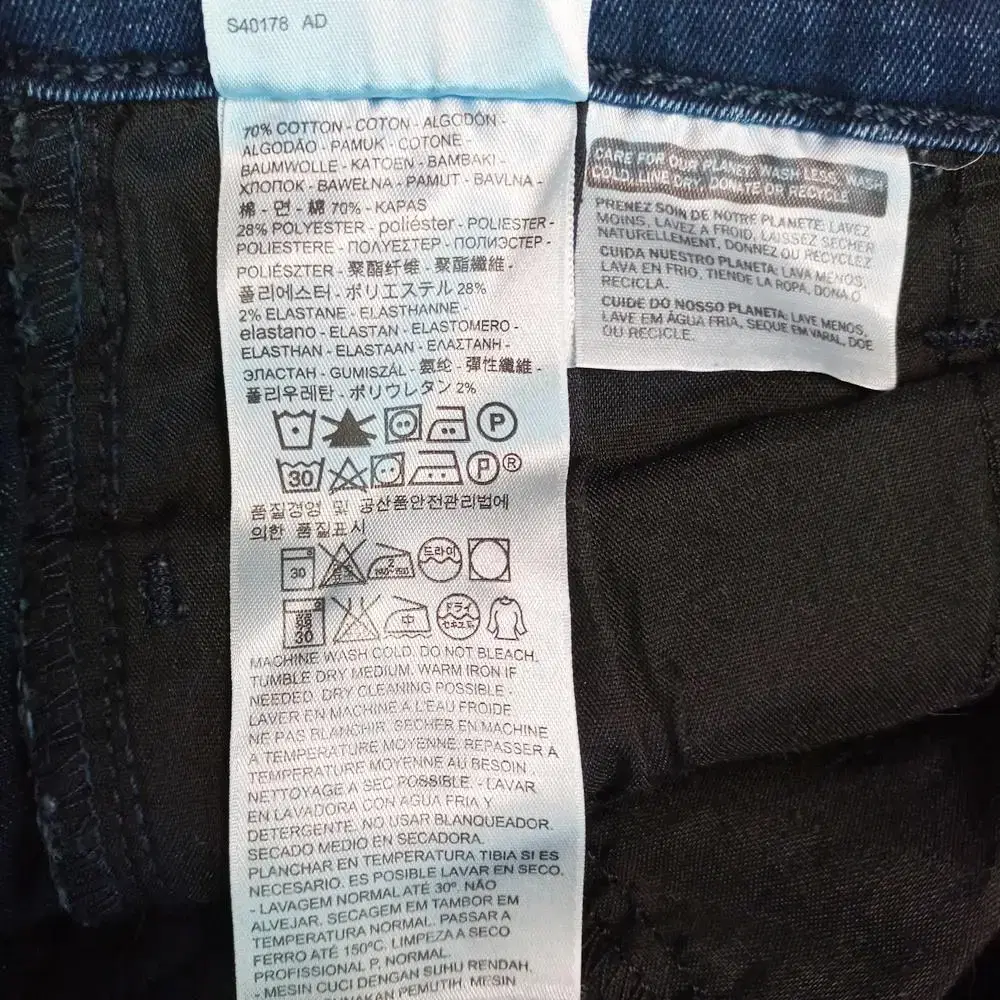 S40178 AD
70% COTTON - COTON - ALGODÓN -
ALGODÃO - PAMUK - COTONE -
BAUMWOLLE - KATOEN - BAMBAKI -
ХЛОПОК - BAWEŁNA - PAMUT - BAVLNA -
棉 - 면 - 綿 70% - KAPAS
28% POLYESTER - poliéster - POLIESTER -
POLIESTERE - ΠΟΛΥΕΣΤΕΡ - ПОЛИЭСТЕР -
POLIÉSZTER - 聚酯纤维 - 聚酯纖維 -
폴리에스터 - ポリエステル 28%
2% ELASTANE - ELASTHANNE -
elastano - ELASTAN - ELASTOMERO -
ELASTHAN - ELASTAAN - ΕΛΑΣΤΑΝΗ -
ЭЛАСТАН - GUMISZÁL - 氨纶 - 彈性纖維 -
폴리우레탄 - ポリウレタン 2%
P
30 P ®
품질경영 및 공산품안전관리법에
의한 품질표시
30 드라이
30 中 ドライ
MACHINE WASH COLD. DO NOT BLEACH.
TUMBLE DRY MEDIUM. WARM IRON IF
NEEDED. DRY CLEANING POSSIBLE -
LAVER EN MACHINE A L'EAU FROIDE
NE PAS BLANCHIR. SECHER EN MACHINE
A TEMPERATURE MOYENNE. REPASSER A
TEMPERATURE MOYENNE AU BESOIN
NETTOYAGE A SEC POSSIBLE. - LAVAR
EN LAVADORA CON AGUA FRIA Y
DETERGENTE. NO USAR BLANQUEADOR.
SECADO MEDIO EN SECADORA.
PLANCHAR EN TEMPERATURA TIBIA SI ES
NECESARIO. ES POSIBLE LAVAR EN SECO.
- LAVAGEM NORMAL ATÉ 30º. NÃO
ALVEJAR. SECAGEM EM TAMBOR EM
TEMPERATURA NORMAL. PASSAR A
FERRO ATÉ 150ºC. LIMPEZA A SECO
PROFISSIONAL P, NORMAL.
- MESIN CUCI DENGAN SUHU RENDAH.
PEMUTIH. MESIN
CARE FOR OUR PLANET: WASH LESS, WASH
COLD, LINE DRY, DONATE OR RECYCLE
PRENEZ SOIN DE NOTRE PLANETE: LAVEZ
MOINS, LAVEZ A FROID, LAISSEZ SECHER
NATURELLEMENT, DONNEZ OU RECYCLEZ
CUIDA NUESTRO PLANETA: LAVA MENOS,
LAVA EN FRIO, TIENDE LA ROPA, DONA O
RECICLA.
CUIDE DO NOSSO PLANETA: LAVE MENOS,
LAVE EM ÁGUA FRIA, SEQUE EM VARAL, DOE
OU RECICLE.